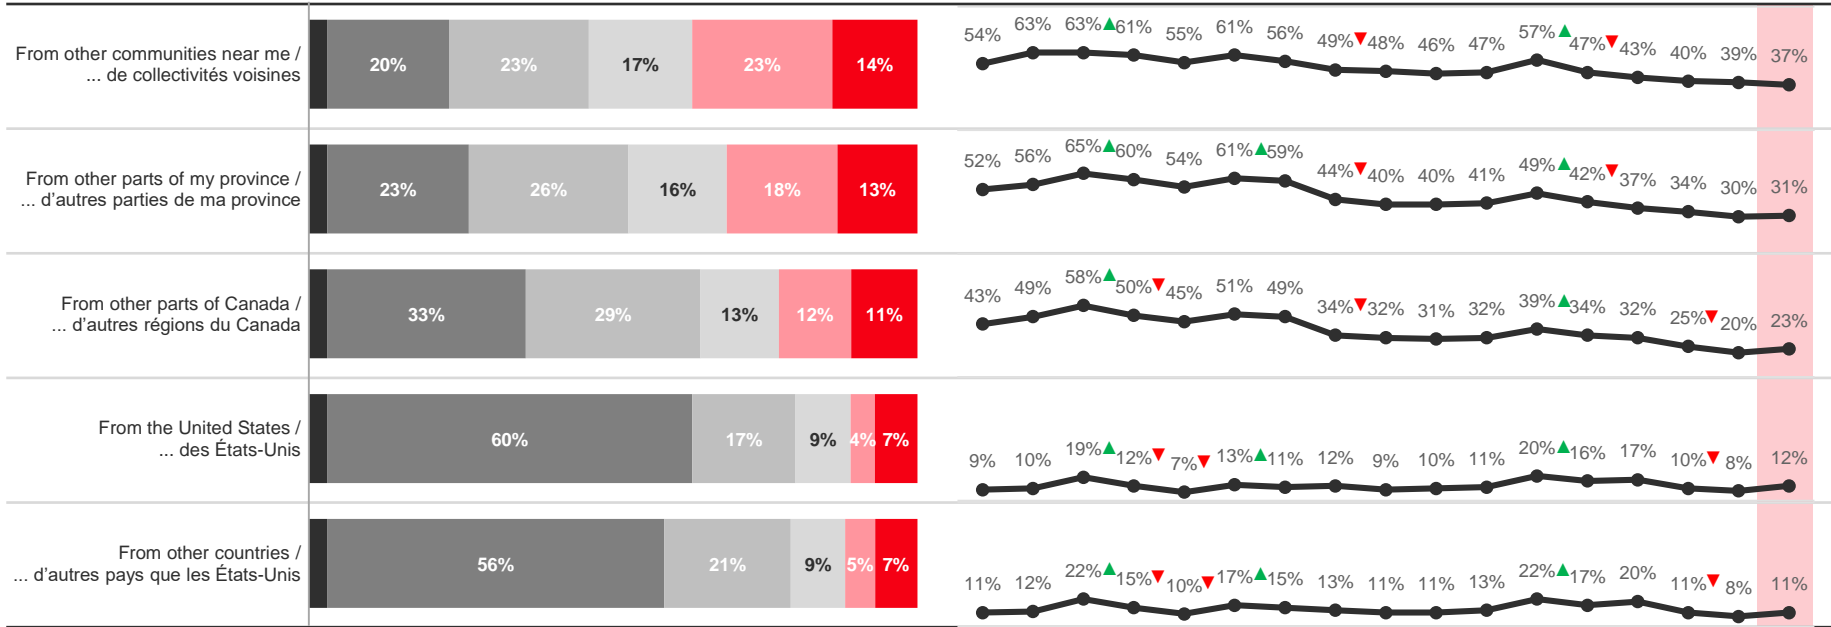 From other communities near me /
... de collectivités voisines
20% 23% 17% 23% 14%
54% 63% 63% 61% 55% 61% 56% 49% 48% 46% 47% 57% 47% 43% 40% 39% 37%
From other parts of my province /
... d'autres parties de ma province
23% 26% 16% 18% 13%
52% 56% 65% 60% 54% 61% 59% 44% 40% 40% 41% 49% 42% 37% 34% 30% 31%
From other parts of Canada /
... d'autres régions du Canada
33% 29% 13% 12% 11%
43% 49% 58% 50% 45% 51% 49% 34% 32% 31% 32% 39% 34% 32% 25% 20% 23%
From the United States /
... des États-Unis
60% 17% 9% 4% 7%
9% 10% 19% 12% 7% 13% 11% 12% 9% 10% 11% 20% 16% 17% 10% 8% 12%
From other countries /
... d'autres pays que les États-Unis
56% 21% 9% 5% 7%
11% 12% 22% 15% 10% 17% 15% 13% 11% 11% 13% 22% 17% 20% 11% 8% 11%